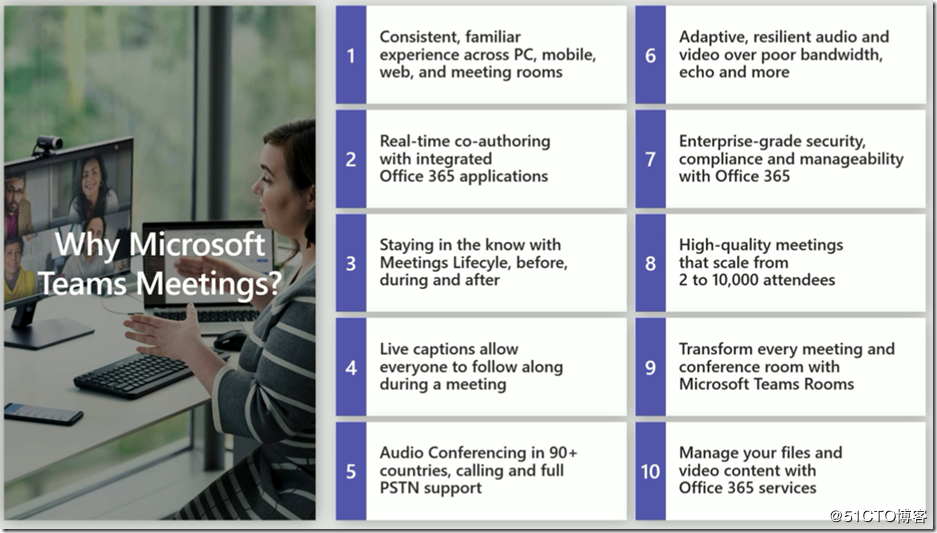 Why Microsoft
Teams Meetings?
1
Consistent, familiar
experience across PC, mobile,
web, and meeting rooms
2
Real-time co-authoring
with integrated
Office 365 applications
3
Staying in the know with
Meetings Lifecyle, before,
during and after
4
Live captions allow
everyone to follow along
during a meeting
5
Audio Conferencing in 90+
countries, calling and full
PSTN support
6
Adaptive, resilient audio and
video over poor bandwidth,
echo and more
7
Enterprise-grade security,
compliance and manageability
with Office 365
8
High-quality meetings
that scale from
2 to 10,000 attendees
9
Transform every meeting and
conference room with
Microsoft Teams Rooms
10
Manage your files and
video content with
Office 365 services
@51CTO博客